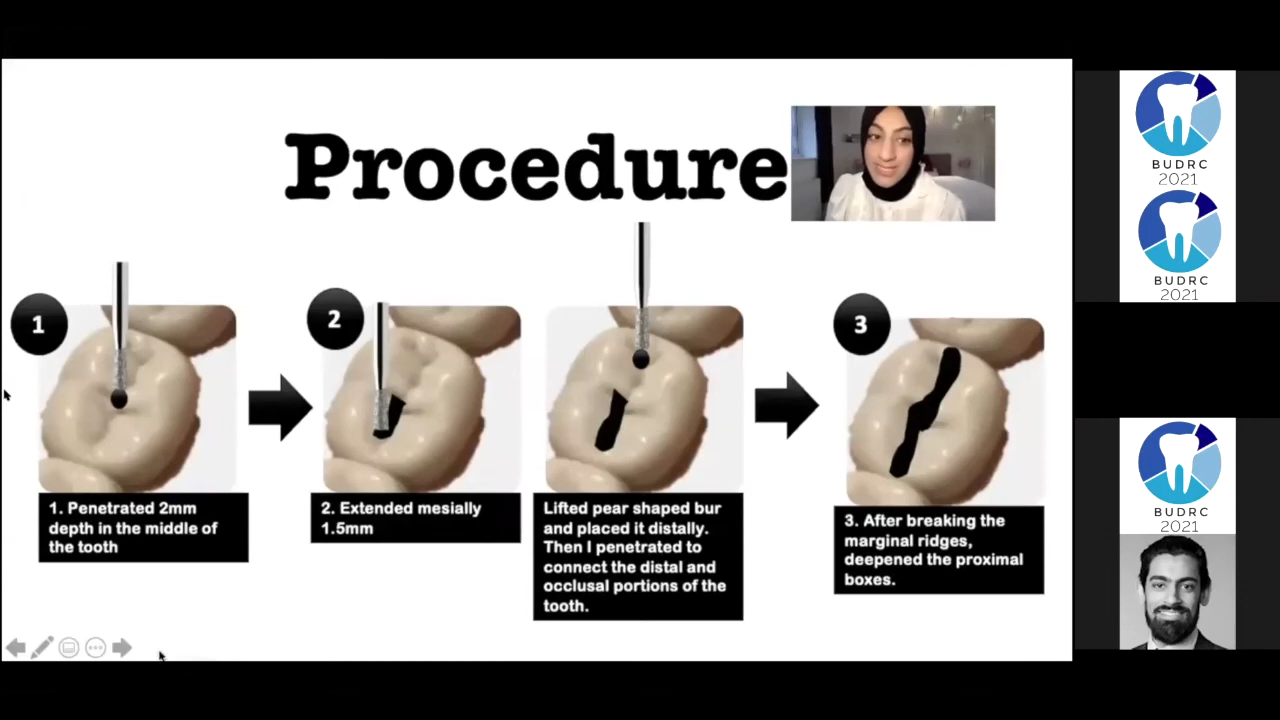 Procedure
1
1. Penetrated 2mm
depth in the middle of
the tooth
2
2. Extended mesially
1.5mm
Lifted pear shaped bur
and placed it distally.
Then I penetrated to
connect the distal and
occlusal portions of the
tooth.
3
3. After breaking the
marginal ridges,
deepened the proximal
boxes.
BUDRC
2021
BUDRC
2021
BUDRC
2021